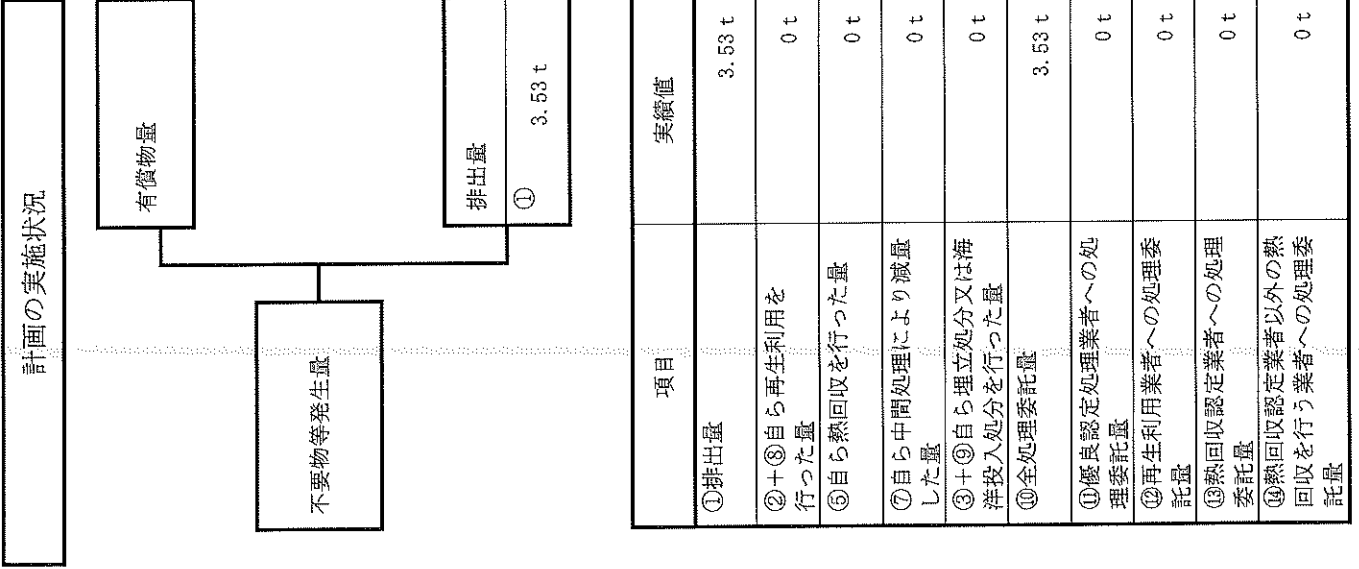 計画の実施状況
有償物量
不要物等発生量
排出量
①
3.53 t
項目
実績値
①排出量
3.53 t
②+⑧自ら再生利用を
行った量
0 t
⑤自ら熱回収を行った量
0 t
⑦自ら中間処理により減量
した量
0 t
③+⑨自ら埋立処分又は海
洋投入処分を行った量
0 t
⑩全処理委託量
3.53 t
⑪優良認定処理業者への処
理委託量
0 t
⑫再生利用業者への処理委
託量
0 t
⑬熱回収認定業者への処理
委託量
0 t
⑭熱回収認定業者以外の熱
回収を行う業者への処理委
託量
0 t